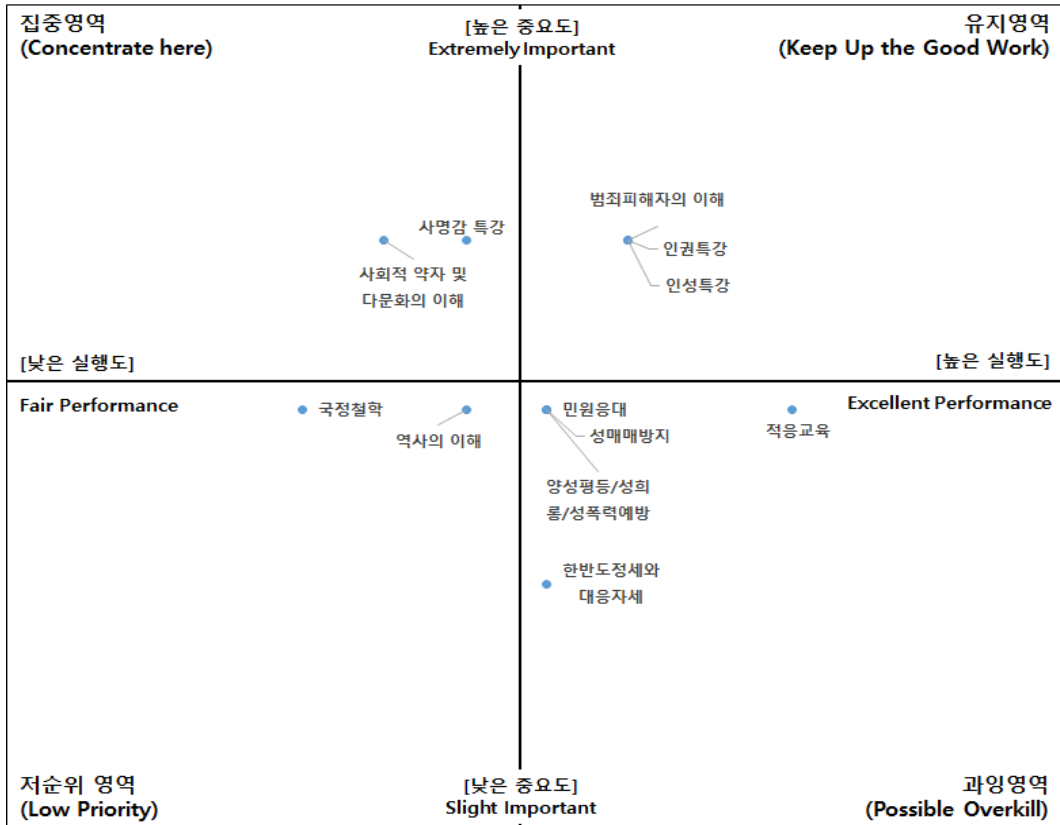 집중영역
(Concentrate here)
[높은 중요도]
Extremely Important
유지영역
(Keep Up the Good Work)
범죄피해자의 이해
사명감 특강
인권특강
사회적 약자 및
다문화의 이해
인성특강
[낮은 실행도]
[높은 실행도]
Fair Performance
Excellent Performance
국정철학
역사의 이해
민원응대
성매매방지
적응교육
양성평등/성희
롱/성폭력예방
한반도정세와
대응자세
저순위 영역
(Low Priority)
[낮은 중요도]
Slight Important
과잉영역
(Possible Overkill)